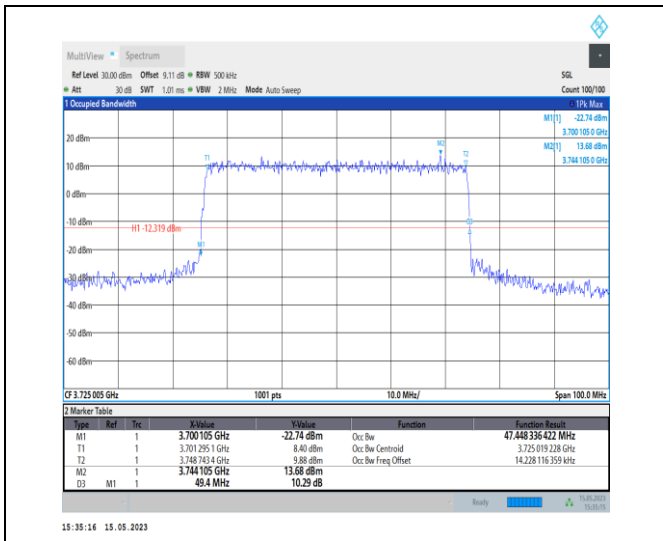 MultiView Spectrum
Ref Level 30.00 dBm Offset 9.11 dB RBW 500 kHz SGL
Att 30 dB SWT 1.01 ms VBW 2 MHz Mode Auto Sweep Count 100/100
1 Occupied Bandwidth 1Pk Max
M1[1] -22.74 dBm
3.700 105 0 GHz
M2[1] 13.68 dBm
3.744 105 0 GHz
20 dBm
M2
T1 T2
10 dBm
0 dBm
-10 dBm
H1 -12.319 dBm
D3
M1
-30 dBm
-40 dBm
-50 dBm
-60 dBm
CF 3.725 005 GHz 1001 pts 10.0 MHz/ Span 100.0 MHz
2 Marker Table
Type Ref Trc X-Value Y-Value Function Function Result
M1 1 3.700 105 GHz -22.74 dBm Occ Bw 47.448 336 422 MHz
T1 1 3.701 295 1 GHz 8.40 dBm Occ Bw Centroid 3.725 019 228 GHz
T2 1 3.748 743 4 GHz 9.88 dBm Occ Bw Freq Offset 14.228 116 359 kHz
M2 1 3.744 105 GHz 13.68 dBm
D3 M1 1 49.4 MHz 10.29 dB
Ready 15.05.2023
15:35:15
15:35:16 15.05.2023